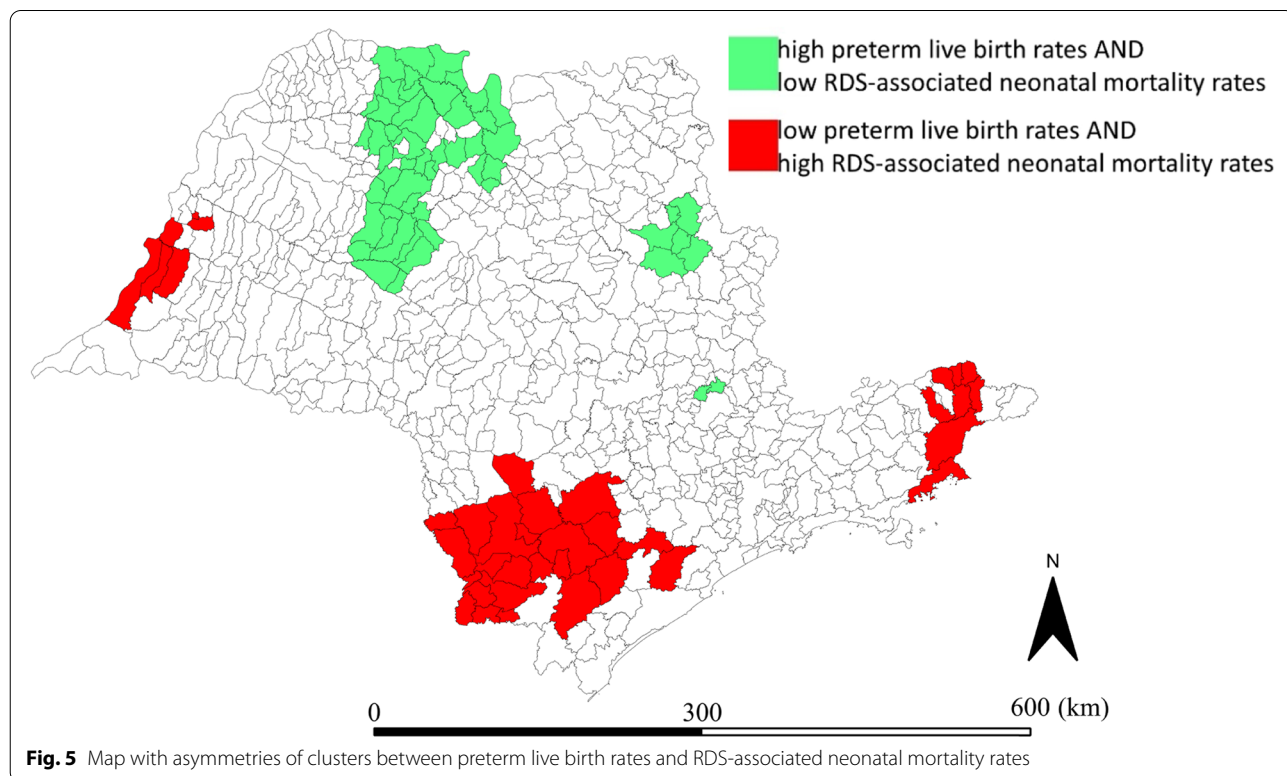 high preterm live birth rates AND
low RDS-associated neonatal mortality rates
low preterm live birth rates AND
high RDS-associated neonatal mortality rates
N
0 300 600 (km)
Fig. 5 Map with asymmetries of clusters between preterm live birth rates and RDS-associated neonatal mortality rates